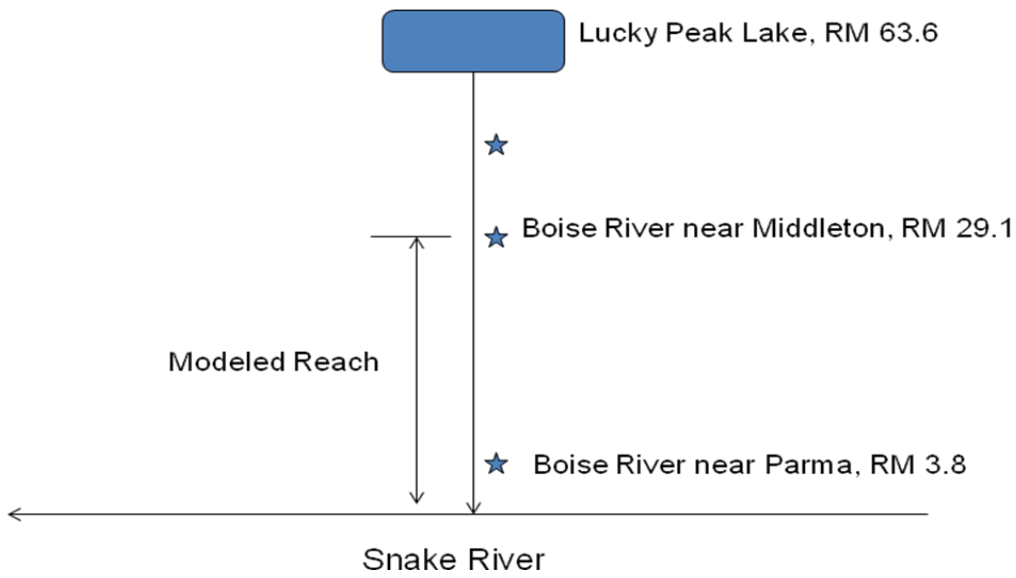 Lucky Peak Lake, RM 63.6
Boise River near Middleton, RM 29.1
Modeled Reach
Boise River near Parma, RM 3.8
Snake River